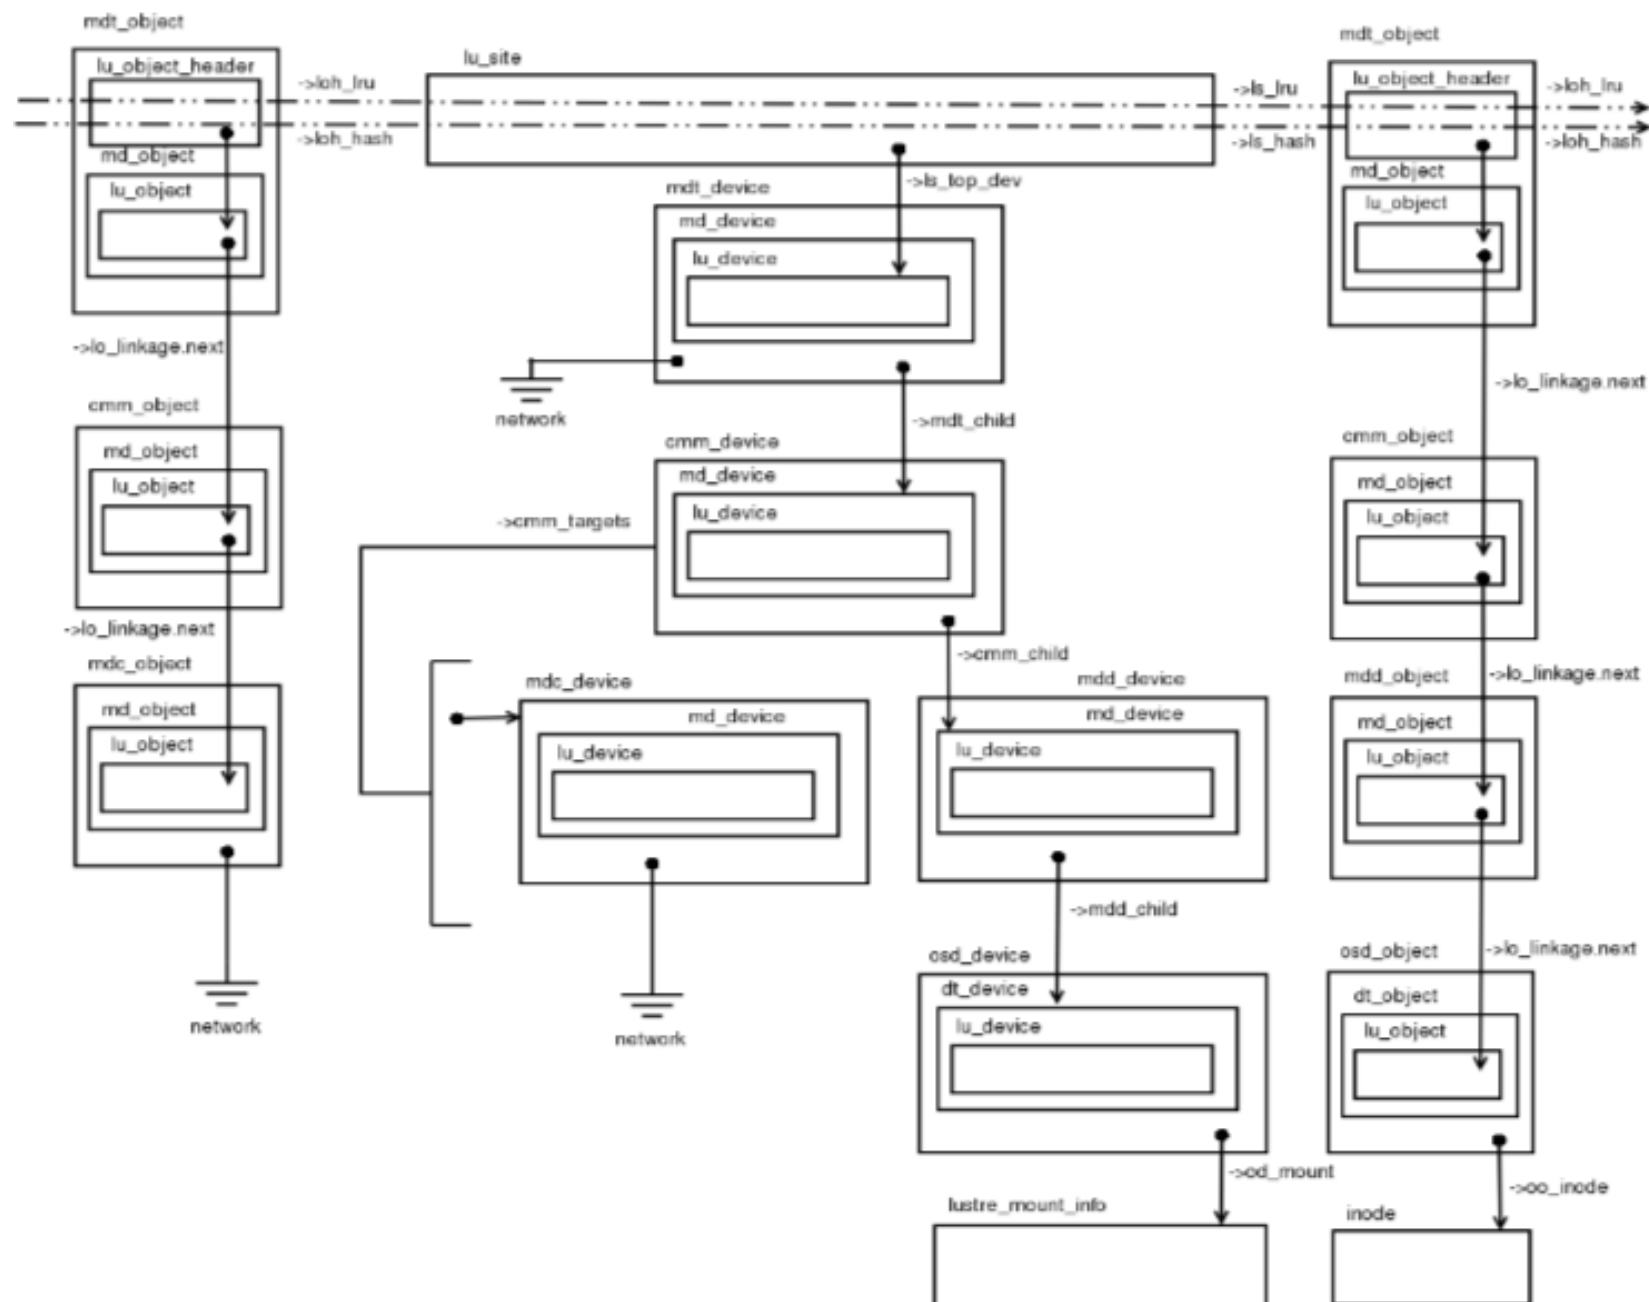 mdt_object
lu_object_header
->loh_lru
->loh_hash
md_object
lu_object
->lo_linkage.next
cmm_object
md_object
lu_object
->lo_linkage.next
mdc_object
md_object
lu_object
network
lu_site
->ls_lru
->ls_hash
->ls_top_dev
mdt_device
md_device
lu_device
network
->mdt_child
cmm_device
md_device
lu_device
->cmm_targets
->cmm_child
mdc_device
md_device
lu_device
network
mdd_device
md_device
lu_device
->mdd_child
osd_device
dt_device
lu_device
->od_mount
lustre_mount_info
mdt_object
lu_object_header
->loh_lru
->loh_hash
md_object
lu_object
->lo_linkage.next
cmm_object
md_object
lu_object
->lo_linkage.next
mdd_object
md_object
lu_object
->lo_linkage.next
osd_object
dt_object
lu_object
->oo_inode
inode